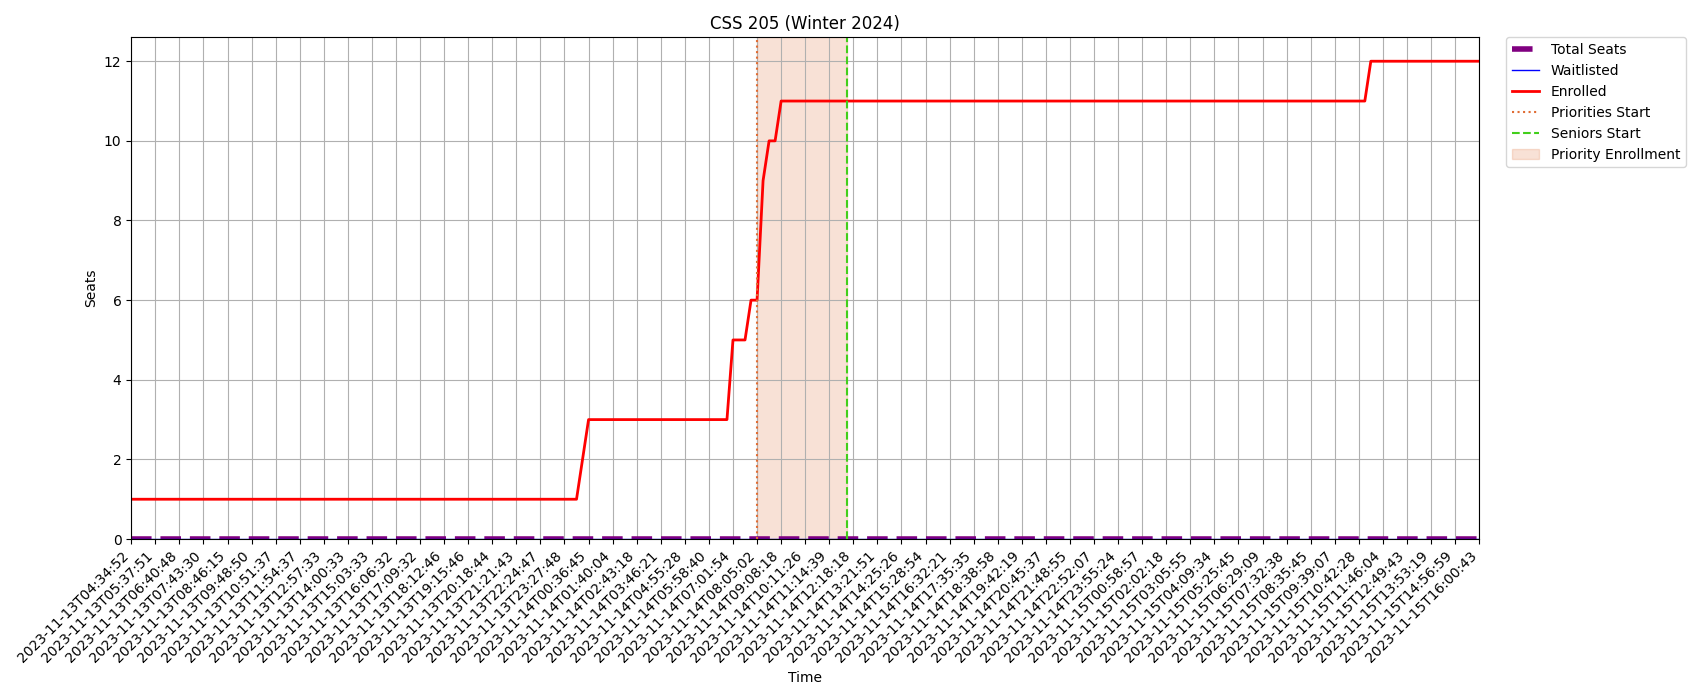 CSS 205 (Winter 2024)
Total Seats
Waitlisted
Enrolled
Priorities Start
Seniors Start
Priority Enrollment
Seats
12
10
8
6
4
2
0
2023-11-13T04:34:52
2023-11-13T05:37:51
2023-11-13T06:40:48
2023-11-13T07:43:30
2023-11-13T08:46:15
2023-11-13T09:48:50
2023-11-13T10:51:37
2023-11-13T11:54:37
2023-11-13T12:57:33
2023-11-13T14:00:33
2023-11-13T15:03:33
2023-11-13T16:06:32
2023-11-13T17:09:32
2023-11-13T18:12:46
2023-11-13T19:15:46
2023-11-13T20:18:44
2023-11-13T21:21:43
2023-11-13T22:24:47
2023-11-13T23:27:48
2023-11-14T00:36:45
2023-11-14T01:40:04
2023-11-14T02:43:18
2023-11-14T03:46:21
2023-11-14T04:55:28
2023-11-14T05:58:40
2023-11-14T07:01:54
2023-11-14T08:05:02
2023-11-14T09:08:18
2023-11-14T10:11:26
2023-11-14T11:14:39
2023-11-14T12:18:18
2023-11-14T13:21:51
2023-11-14T14:25:26
2023-11-14T15:28:54
2023-11-14T16:32:21
2023-11-14T17:35:35
2023-11-14T18:38:58
2023-11-14T19:42:19
2023-11-14T20:45:37
2023-11-14T21:48:55
2023-11-14T22:52:07
2023-11-14T23:55:24
2023-11-15T00:58:57
2023-11-15T02:02:18
2023-11-15T03:05:55
2023-11-15T04:09:34
2023-11-15T05:25:45
2023-11-15T06:29:09
2023-11-15T07:32:38
2023-11-15T08:35:45
2023-11-15T09:39:07
2023-11-15T10:42:28
2023-11-15T11:46:04
2023-11-15T12:49:43
2023-11-15T13:53:19
2023-11-15T14:56:59
2023-11-15T16:00:43
Time